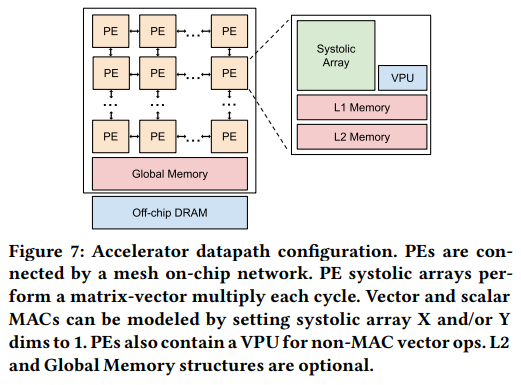 PE PE ... PE
PE PE ... PE
... ... ...
PE PE ... PE
Global Memory
Off-chip DRAM
Systolic
Array
VPU
L1 Memory
L2 Memory
Figure 7: Accelerator datapath configuration. PEs are con-
nected by a mesh on-chip network. PE systolic arrays per-
form a matrix-vector multiply each cycle. Vector and scalar
MACs can be modeled by setting systolic array X and/or Y
dims to 1. PEs also contain a VPU for non-MAC vector ops. L2
and Global Memory structures are optional.